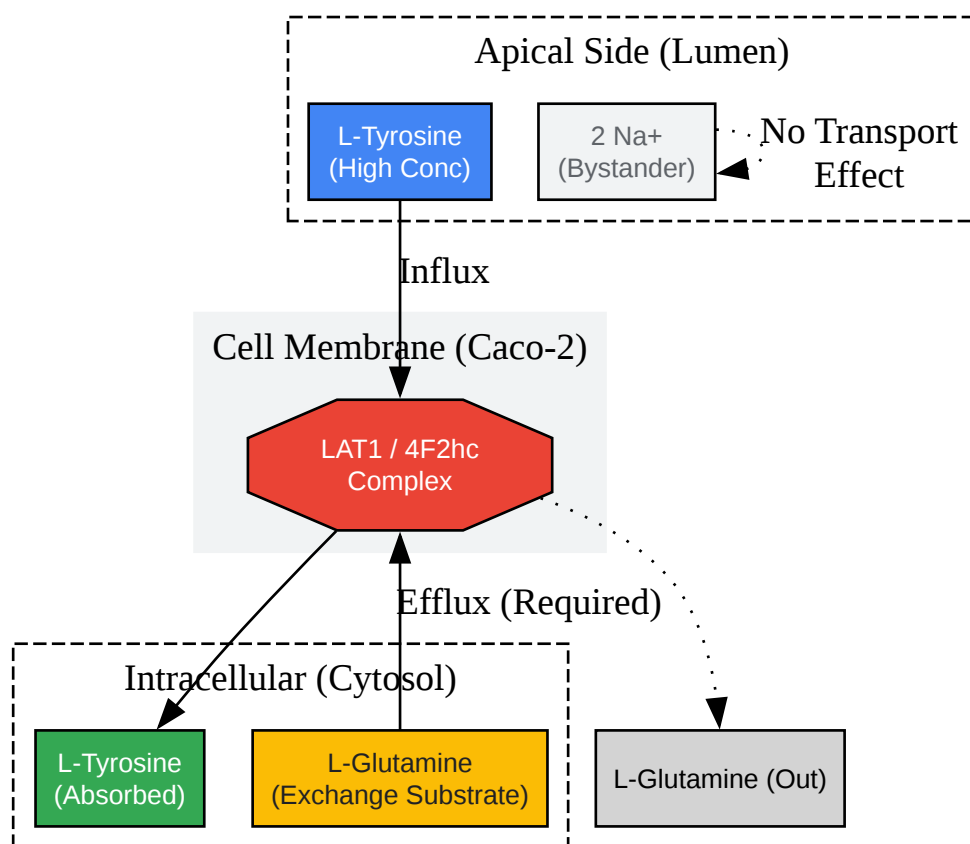 Apical Side (Lumen)
L-Tyrosine
(High Conc)
2 Na+
(Bystander)
No Transport
Effect
Influx
Cell Membrane (Caco-2)
LAT1 / 4F2hc
Complex
Efflux (Required)
Intracellular (Cytosol)
L-Tyrosine
(Absorbed)
L-Glutamine
(Exchange Substrate)
L-Glutamine (Out)